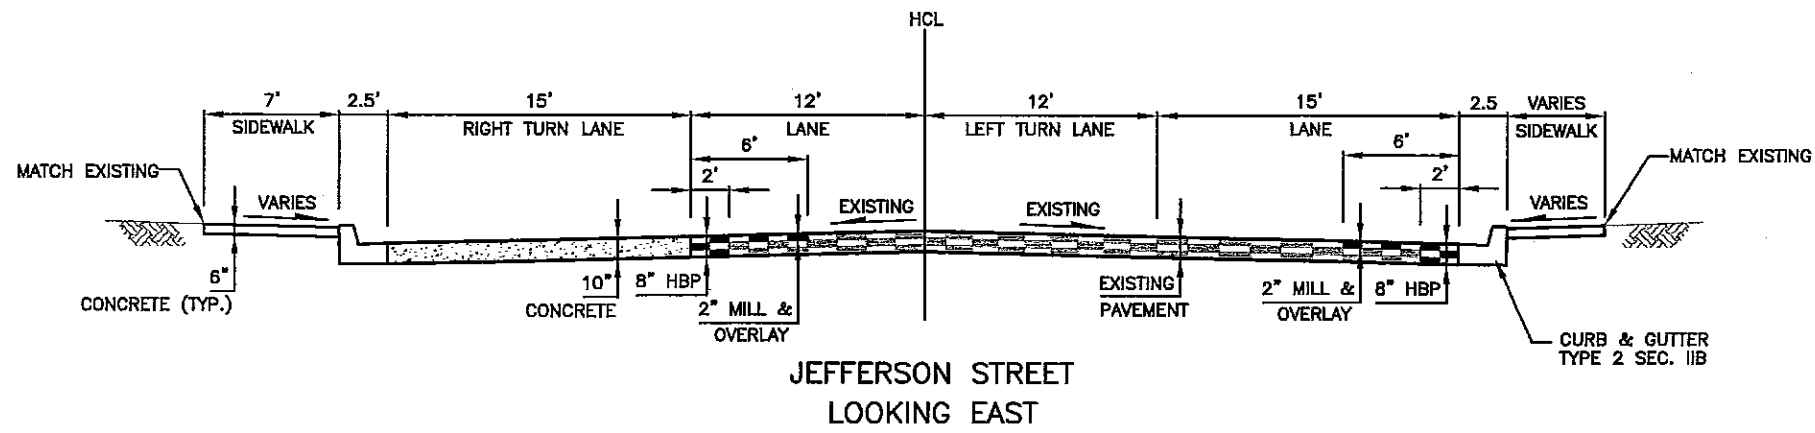 HCL
7' 2.5' 15' 12' 12' 15' 2.5 VARIES
SIDEWALK RIGHT TURN LANE LANE LEFT TURN LANE LANE SIDEWALK
6' 6'
MATCH EXISTING 2' 2' MATCH EXISTING
VARIES EXISTING EXISTING VARIES
6" 10" 8" HBP EXISTING 2" MILL & 8" HBP
CONCRETE (TYP.) CONCRETE 2" MILL & PAVEMENT OVERLAY
OVERLAY
CURB & GUTTER
TYPE 2 SEC. IIB
JEFFERSON STREET
LOOKING EAST